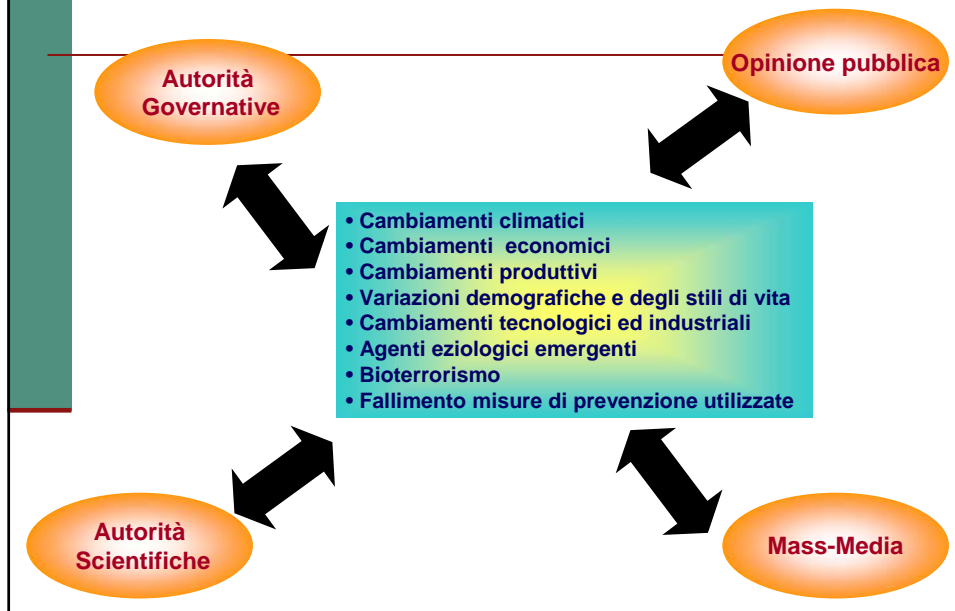 Autorità
Governative
Opinione pubblica
• Cambiamenti climatici
• Cambiamenti economici
• Cambiamenti produttivi
• Variazioni demografiche e degli stili di vita
• Cambiamenti tecnologici ed industriali
• Agenti eziologici emergenti
• Bioterrorismo
• Fallimento misure di prevenzione utilizzate
Autorità
Scientifiche
Mass-Media